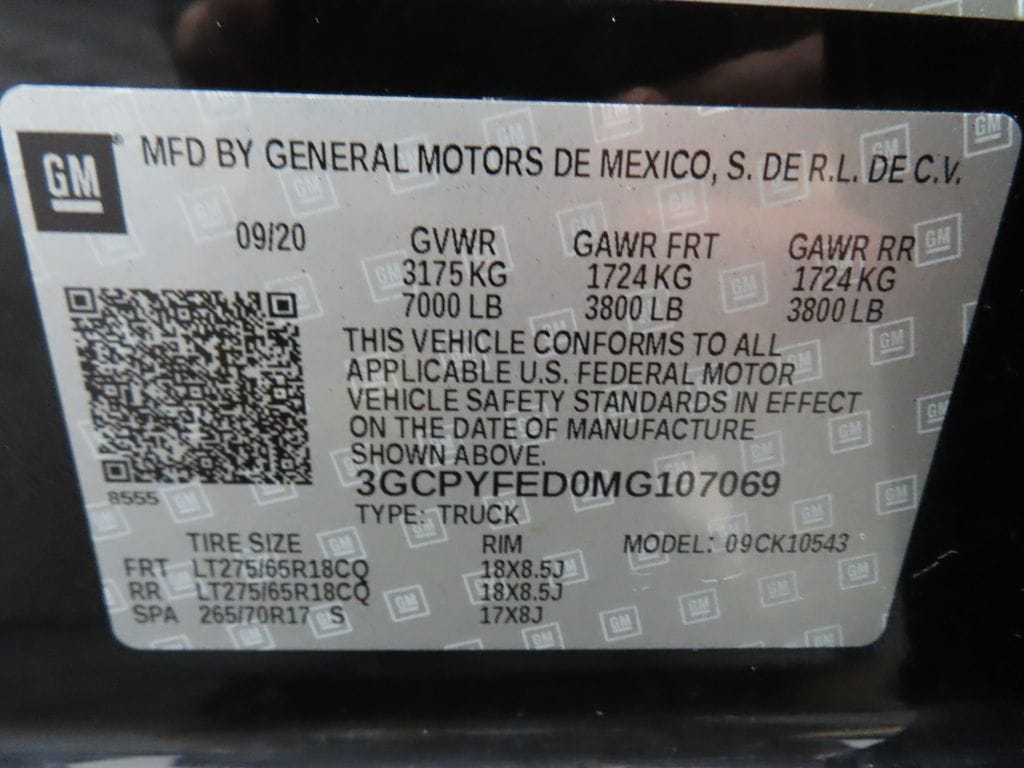 GM® MFD BY GENERAL MOTORS DE MEXICO, S. DE R.L. DE C.V.
09/20 GVWR GAWR FRT GAWR RR
3175 KG 1724 KG 1724 KG
7000 LB 3800 LB 3800 LB
THIS VEHICLE CONFORMS TO ALL
APPLICABLE U.S. FEDERAL MOTOR
VEHICLE SAFETY STANDARDS IN EFFECT
ON THE DATE OF MANUFACTURE
SHOWN ABOVE.
8555 3GCPYFED0MG107069
TYPE: TRUCK
TIRE SIZE RIM MODEL: 09CK10543
FRT LT275/65R18CQ 18X8.5J
RR LT275/65R18CQ 18X8.5J
SPA 265/70R17 S 17X8J